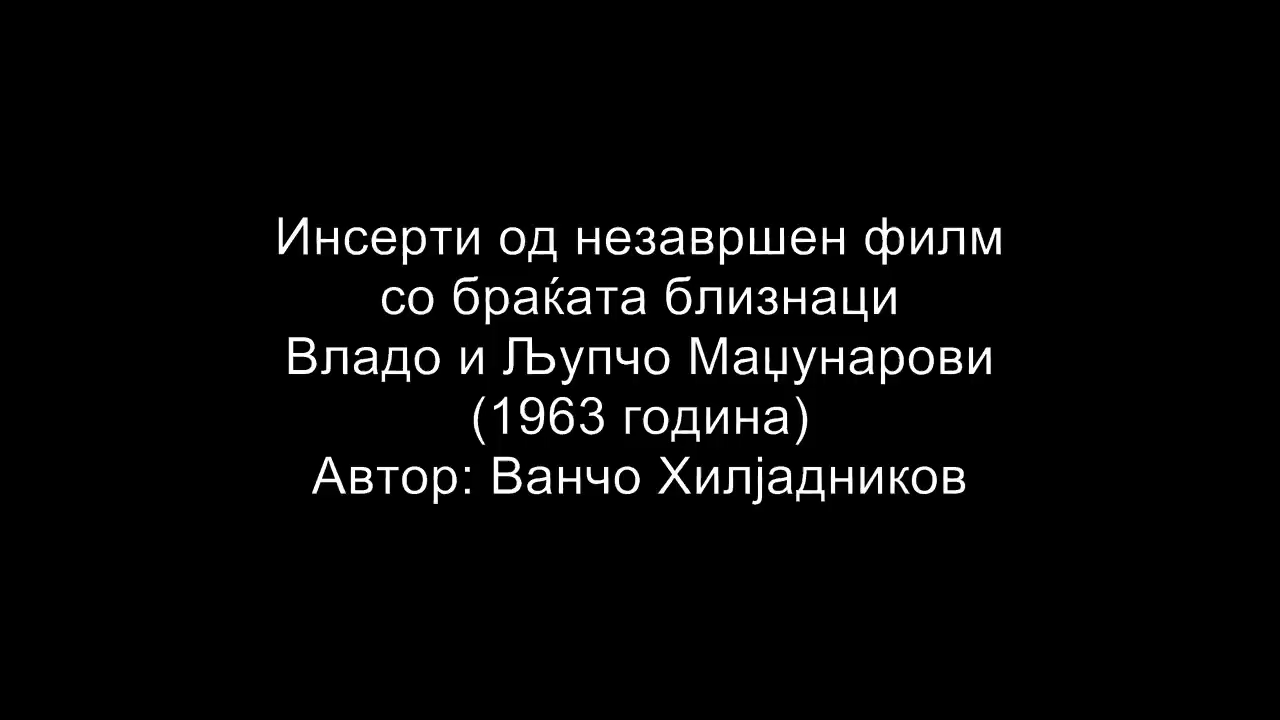 Инсерти од незавршен филм
со браќата близнаци
Владо и Љупчо Маџунарови
(1963 година)
Автор: Ванчо Хилјадников